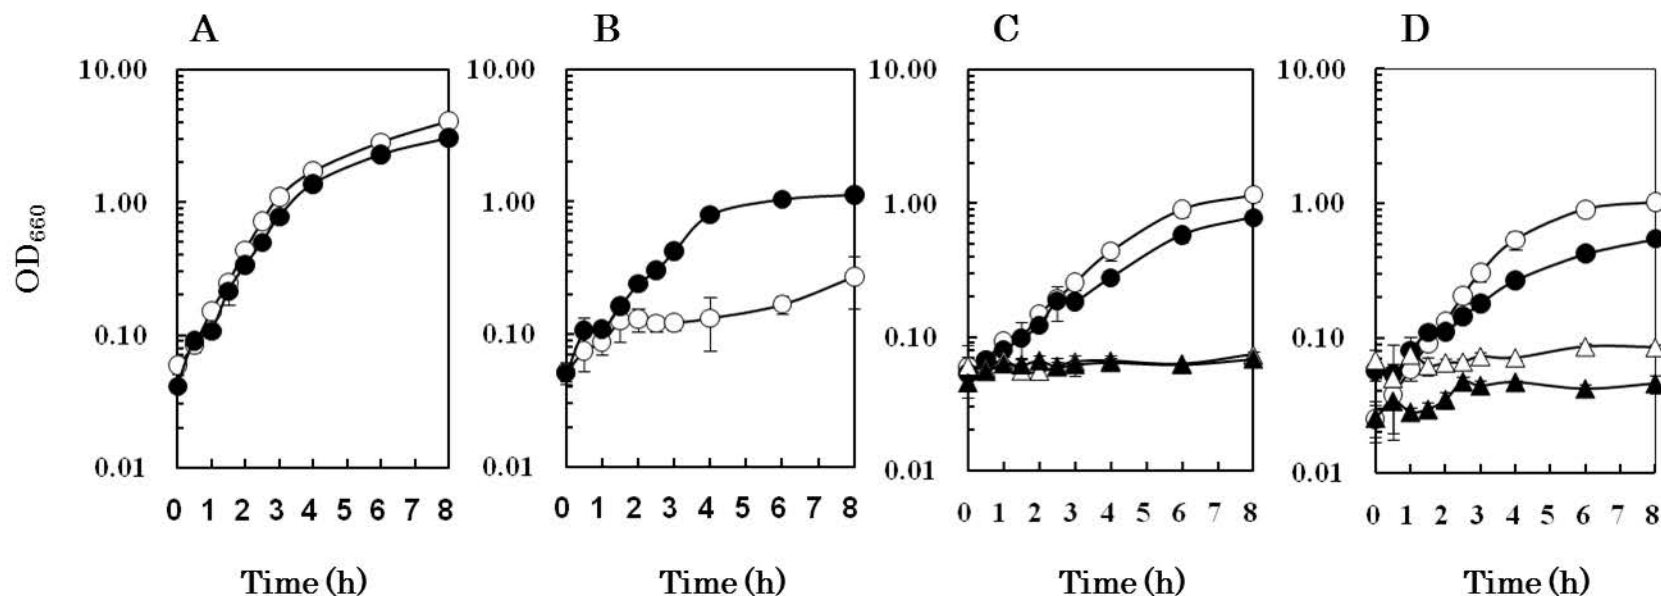 A B C D
10.00 10.00 10.00 10.00
1.00 1.00 1.00 1.00
OD660
0.10 0.10 0.10 0.10
0.01 0.01 0.01 0.01
0 1 2 3 4 5 6 7 8 0 1 2 3 4 5 6 7 8 0 1 2 3 4 5 6 7 8 0 1 2 3 4 5 6 7 8
Time (h) Time (h) Time (h) Time (h)